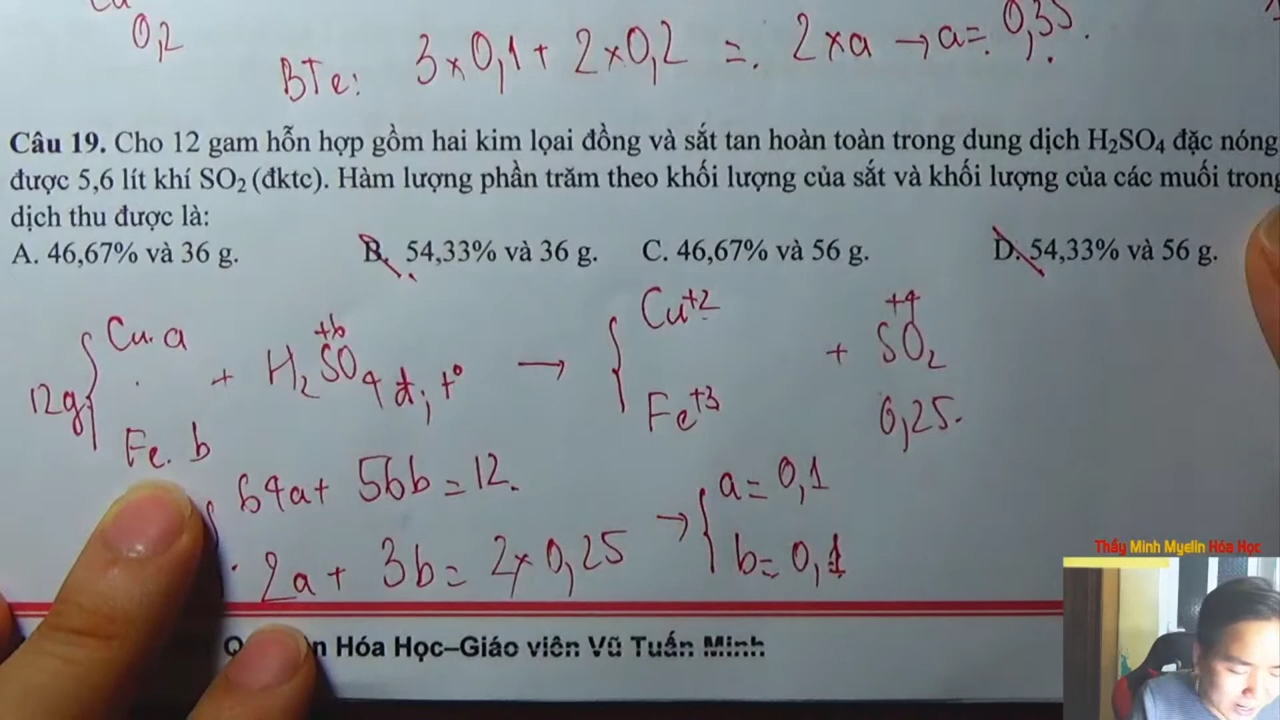 0,2
BTe: 3×0,1 + 2×0,2 = 2×a → a = 0,35.
Câu 19. Cho 12 gam hỗn hợp gồm hai kim lọai đồng và sắt tan hoàn toàn trong dung dịch H₂SO₄ đặc nóng
được 5,6 lít khí SO₂ (đktc). Hàm lượng phần trăm theo khối lượng của sắt và khối lượng của các muối trong
dịch thu được là:
A. 46,67% và 36 g. B. 54,33% và 36 g. C. 46,67% và 56 g. D. 54,33% và 56 g.
12g { Cu. a Fe. b + H₂S⁺⁶O₄ đ, t° → { Cu⁺² Fe⁺³ + S⁺⁴O₂ 0,25.
64a + 56b = 12.
2a + 3b = 2×0,25 → { a = 0,1 b = 0,1
Thầy Minh Myelin Hóa Học
Hóa Học–Giáo viên Vũ Tuấn Minh